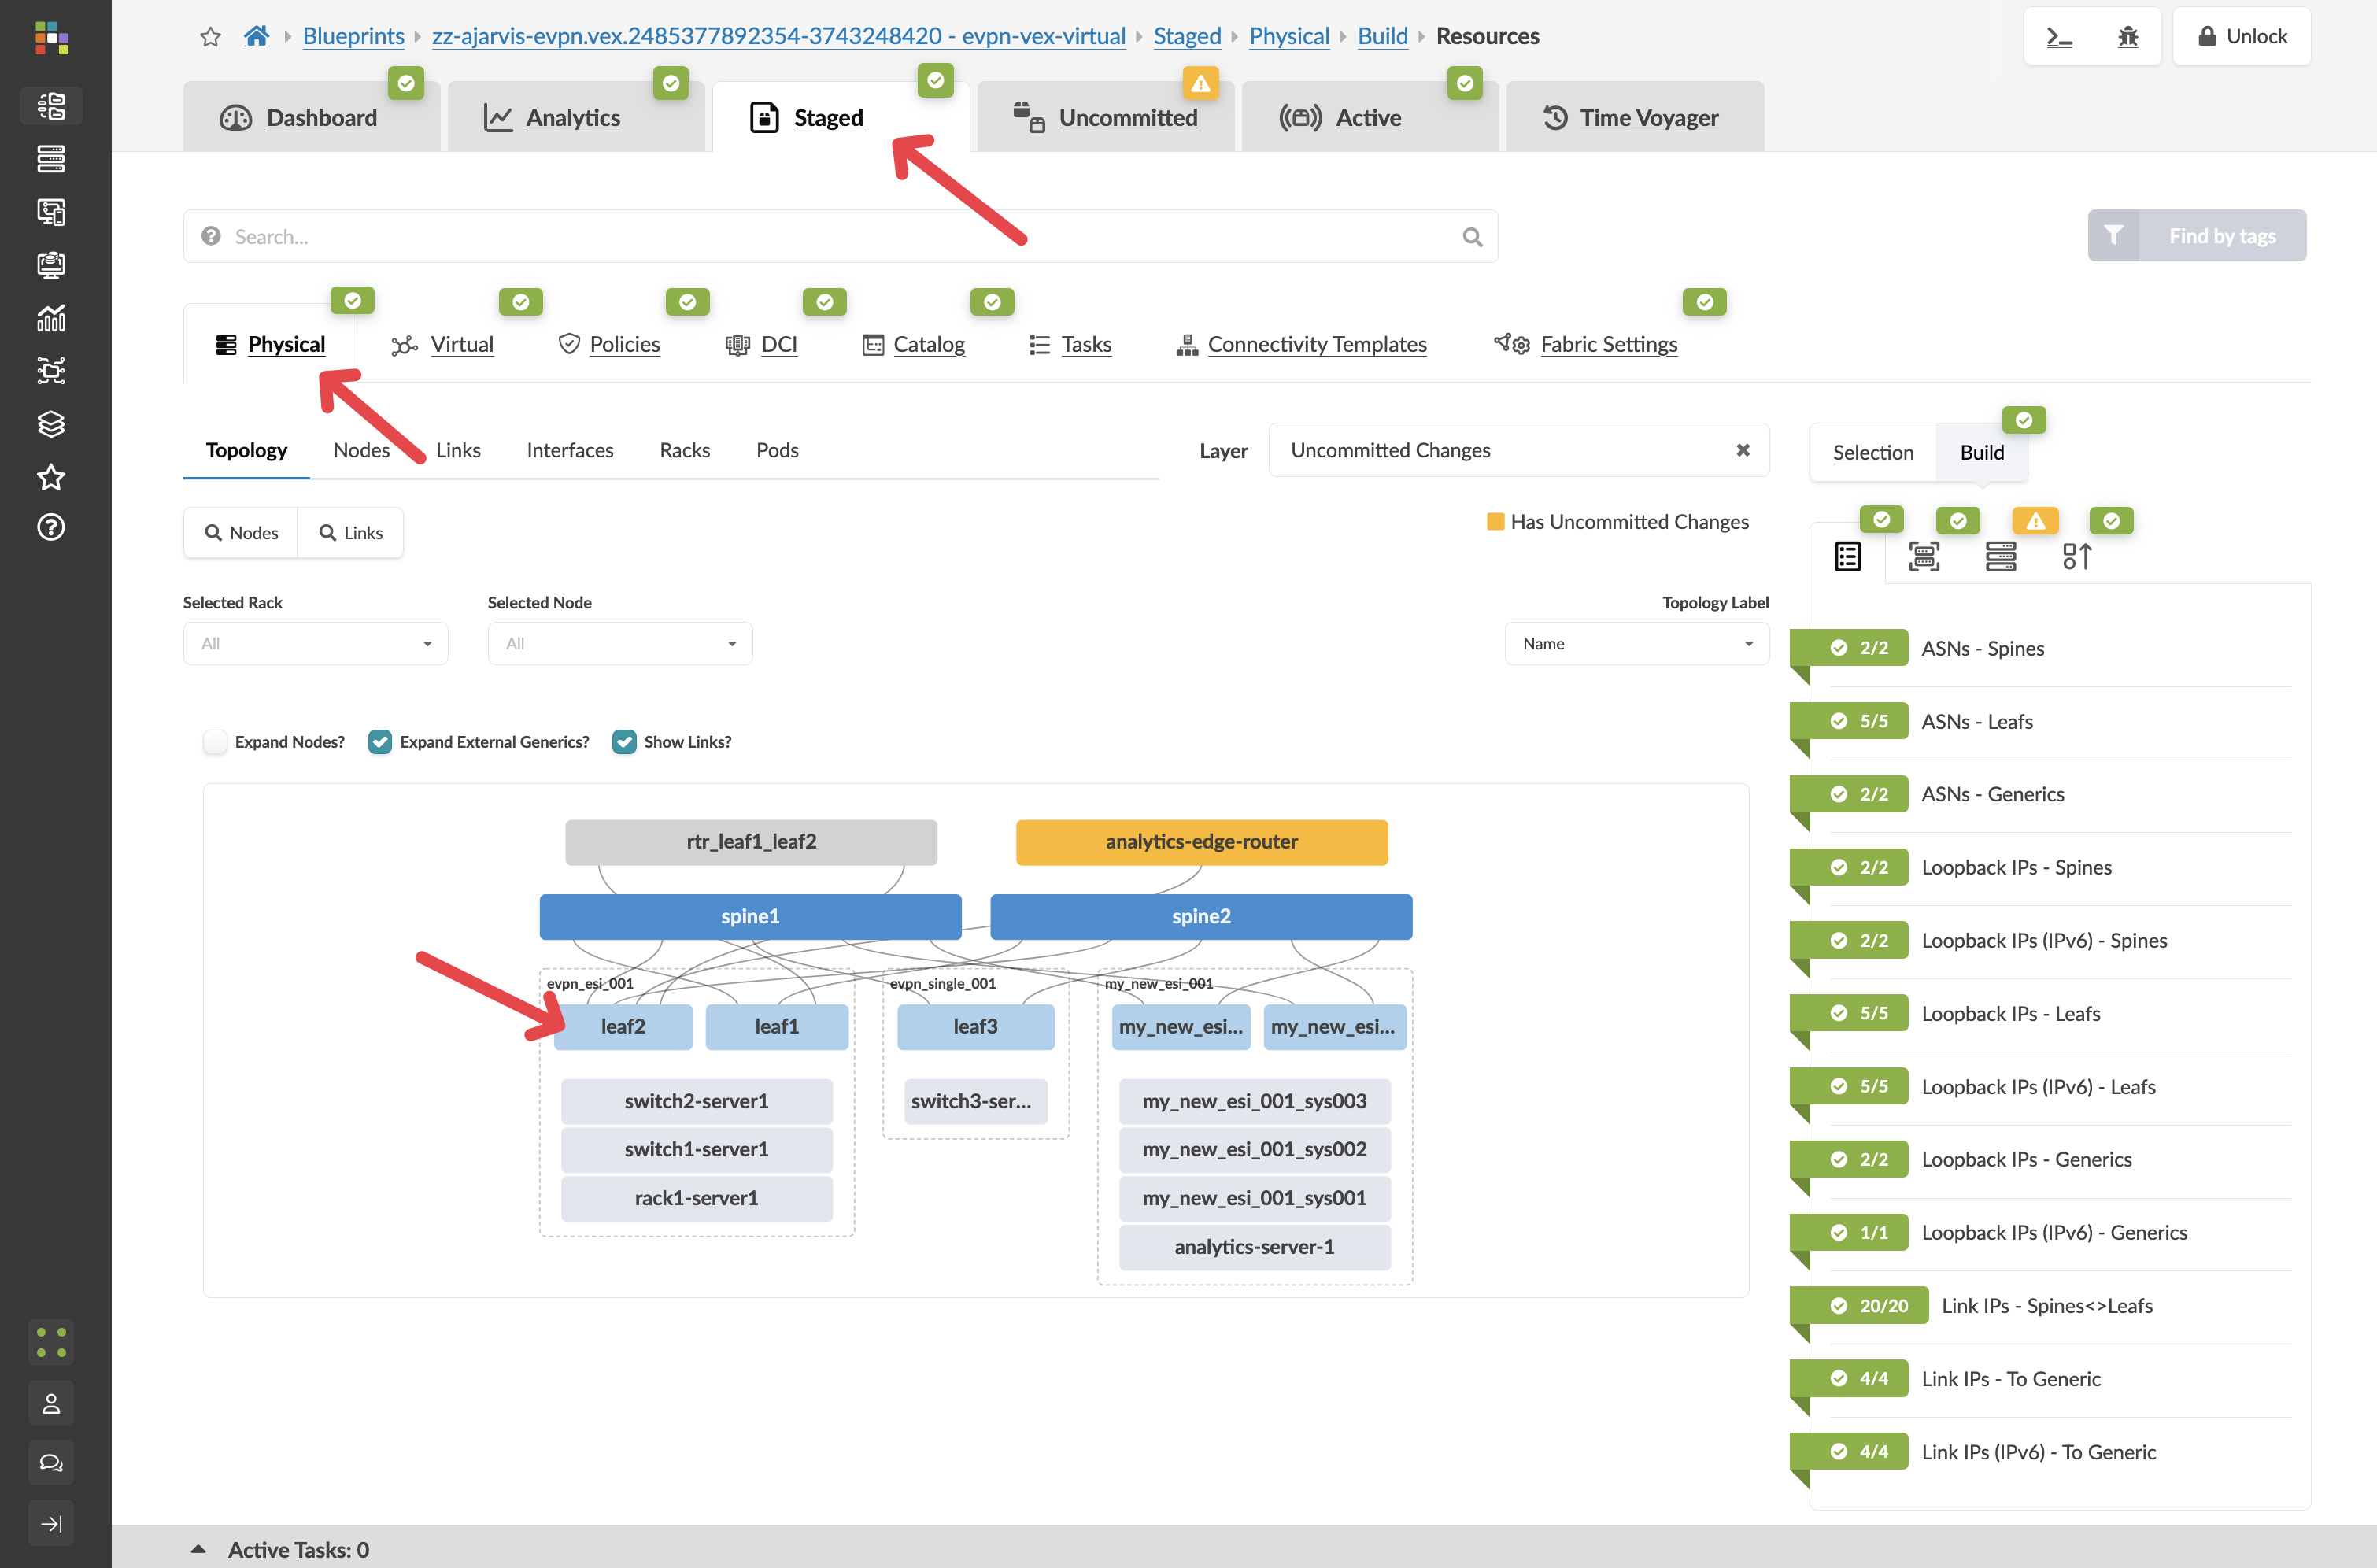 Blueprints zz-ajarvis-evpn.vex.2485377892354-3743248420 - evpn-vex-virtual Staged Physical Build Resources
Unlock
Dashboard Analytics Staged Uncommitted Active Time Voyager
Search... Find by tags
Physical Virtual Policies DCI Catalog Tasks Connectivity Templates Fabric Settings
Topology Nodes Links Interfaces Racks Pods
Layer Uncommitted Changes
Selection Build
Nodes Links
Has Uncommitted Changes
Selected Rack Selected Node Topology Label
All All Name
Expand Nodes? Expand External Generics? Show Links?
rtr_leaf1_leaf2 analytics-edge-router
spine1 spine2
evpn_esi_001 evpn_single_001 my_new_esi_001
leaf2 leaf1 leaf3 my_new_esi... my_new_esi...
switch2-server1 switch3-ser... my_new_esi_001_sys003
switch1-server1 my_new_esi_001_sys002
rack1-server1 my_new_esi_001_sys001
analytics-server-1
2/2 ASNs - Spines
5/5 ASNs - Leafs
2/2 ASNs - Generics
2/2 Loopback IPs - Spines
2/2 Loopback IPs (IPv6) - Spines
5/5 Loopback IPs - Leafs
5/5 Loopback IPs (IPv6) - Leafs
2/2 Loopback IPs - Generics
1/1 Loopback IPs (IPv6) - Generics
20/20 Link IPs - Spines<>Leafs
4/4 Link IPs - To Generic
4/4 Link IPs (IPv6) - To Generic
Active Tasks: 0